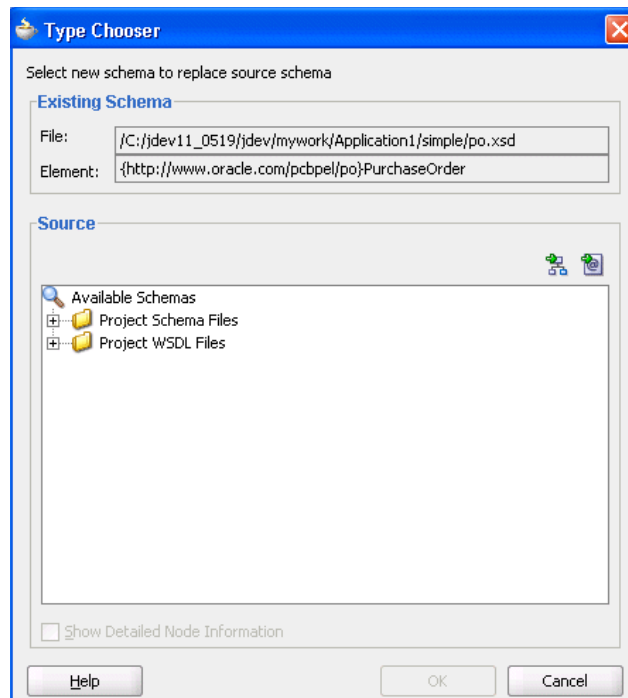 Type Chooser
Select new schema to replace source schema
Existing Schema
File: /C:/jdev11_0519/jdev/mywork/Application1/simple/po.xsd
Element: {http://www.oracle.com/pcbpel/po}PurchaseOrder
Source
Available Schemas
Project Schema Files
Project WSDL Files
Show Detailed Node Information
Help OK Cancel